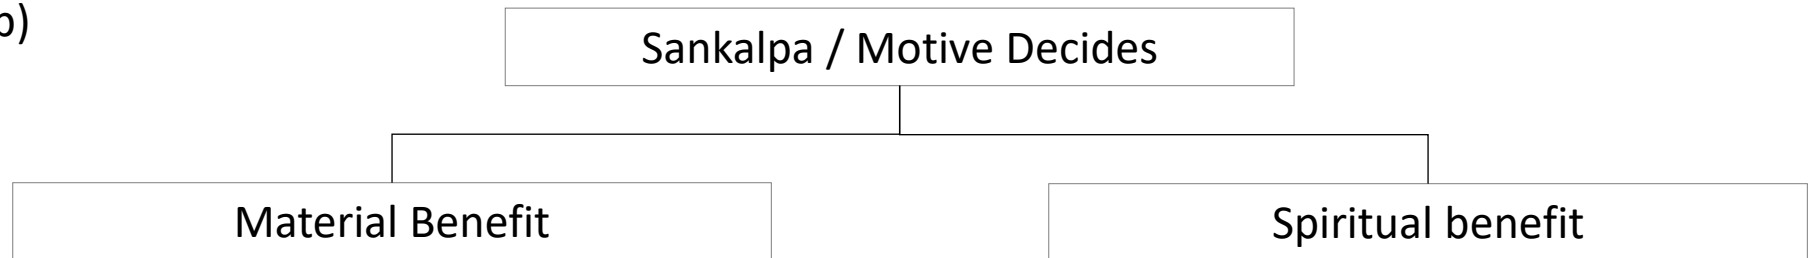 b)
Sankalpa / Motive Decides
Material Benefit
Spiritual benefit